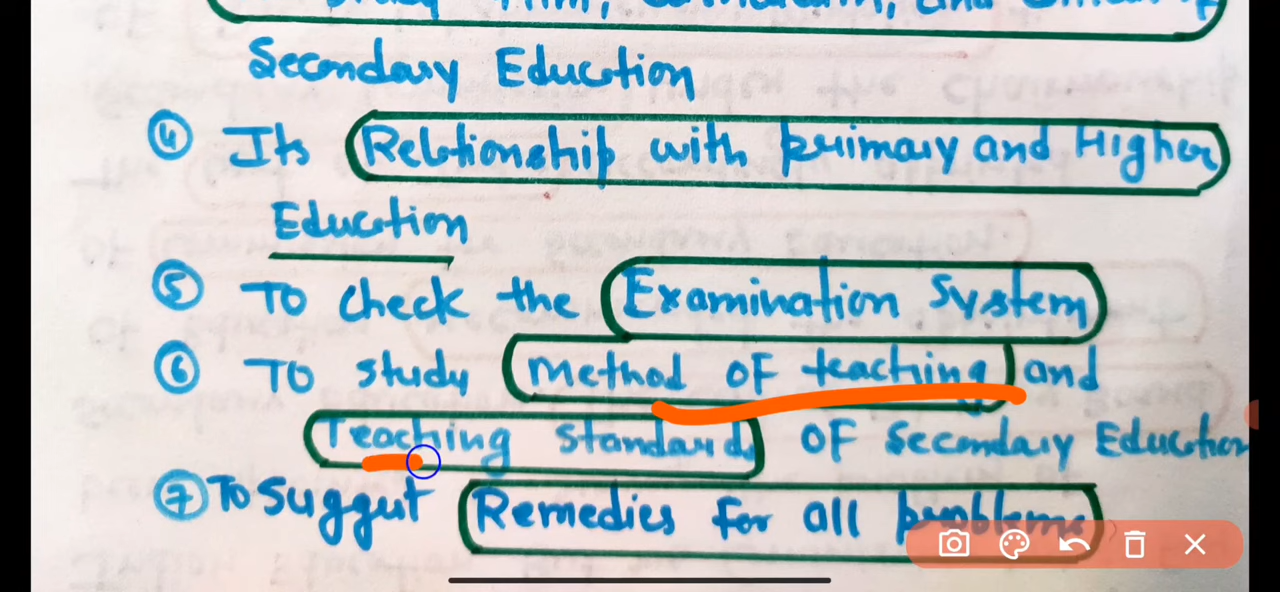 Secondary Education
④ Its Relationship with primary and Higher
Education
⑤ To check the Examination System
⑥ To study Method of teaching and
Teaching Standards of Secondary Education
⑦ To Suggest Remedies for all problems